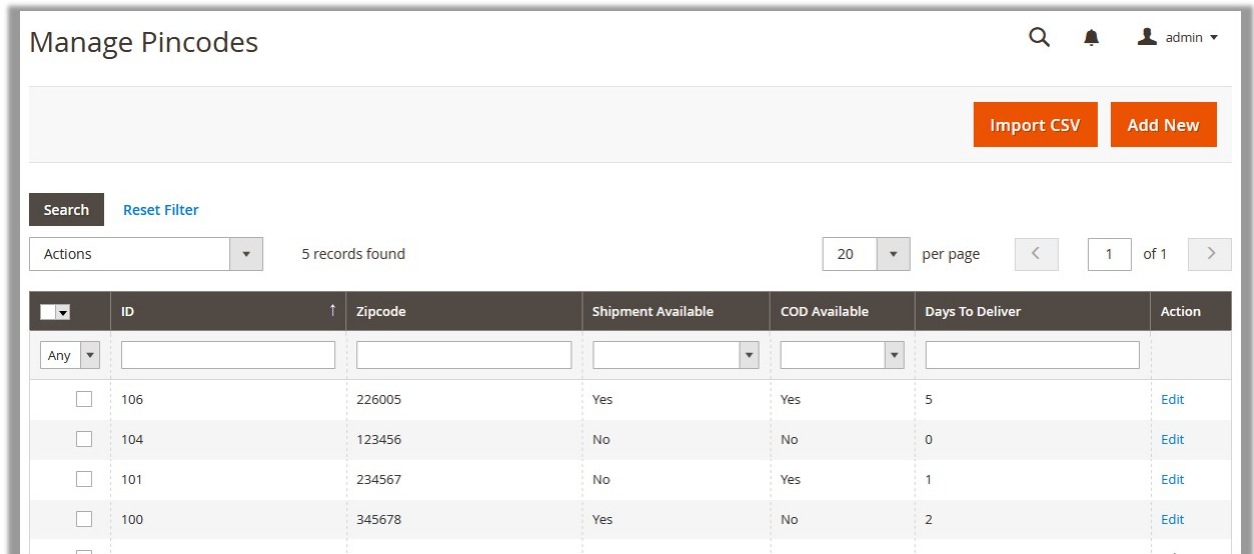 Manage Pincodes
admin
Import CSV Add New
Search Reset Filter
Actions 5 records found 20 per page 1 of 1
ID ↑ Zipcode Shipment Available COD Available Days To Deliver Action
Any
106 226005 Yes Yes 5 Edit
104 123456 No No 0 Edit
101 234567 No Yes 1 Edit
100 345678 Yes No 2 Edit